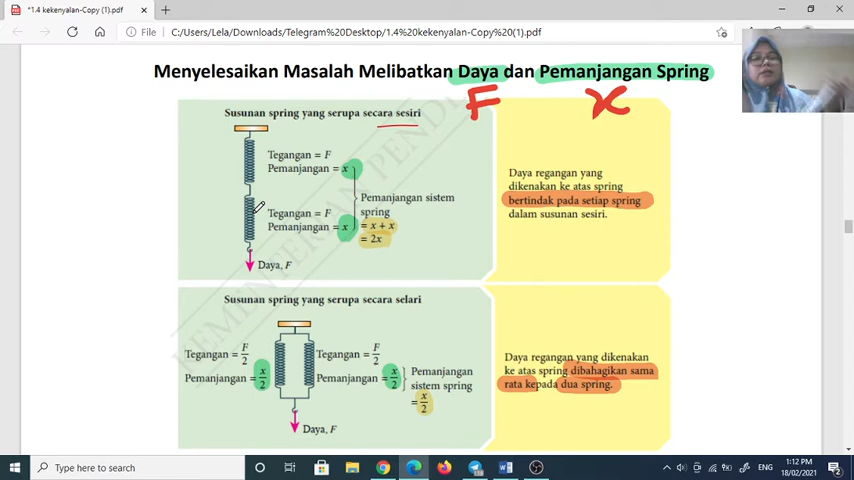 *1.4 kekenyalan-Copy (1).pdf
File
C:/Users/Lela/Downloads/Telegram%20Desktop/1.4%20kekenyalan-Copy%20(1).pdf
Menyelesaikan Masalah Melibatkan Daya dan Pemanjangan Spring
F
x
Susunan spring yang serupa secara sesiri
Tegangan = F
Pemanjangan = x
Tegangan = F
Pemanjangan = x
Pemanjangan sistem
spring
= x + x
= 2x
Daya, F
Daya regangan yang
dikenakan ke atas spring
bertindak pada setiap spring
dalam susunan sesiri.
Susunan spring yang serupa secara selari
Tegangan = F/2
Pemanjangan = x/2
Tegangan = F/2
Pemanjangan = x/2
Pemanjangan
sistem spring
= x/2
Daya, F
Daya regangan yang dikenakan
ke atas spring dibahagikan sama
rata kepada dua spring.
KEMENTERIAN PENDI
Type here to search
ENG
1:12 PM
18/02/2021
2